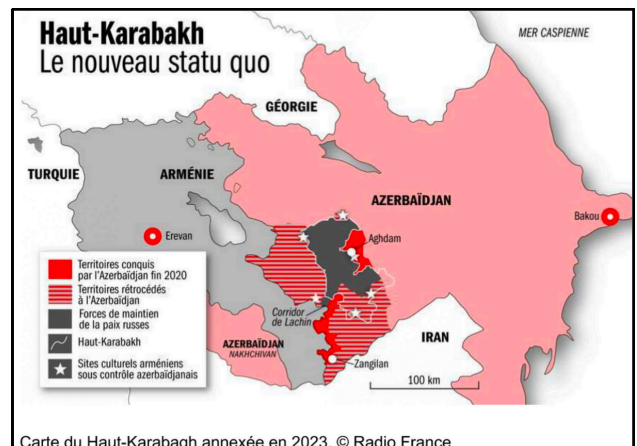 Haut-Karabakh
Le nouveau statu quo
MER CASPIENNE
GÉORGIE
TURQUIE
ARMÉNIE
AZERBAÏDJAN
Bakou
Erevan
Aghdam
Territoires conquis
par l'Azerbaïdjan fin 2020
Territoires rétrocédés
à l'Azerbaïdjan
Forces de maintien
de la paix russes
Haut-Karabakh
Sites culturels arméniens
sous contrôle azerbaïdjanais
Corridor
de Lachin
AZERBAÏDJAN
NAKHCHIVAN
IRAN
Zangilan
100 km
Carte du Haut-Karabagh annexée en 2023. © Radio France